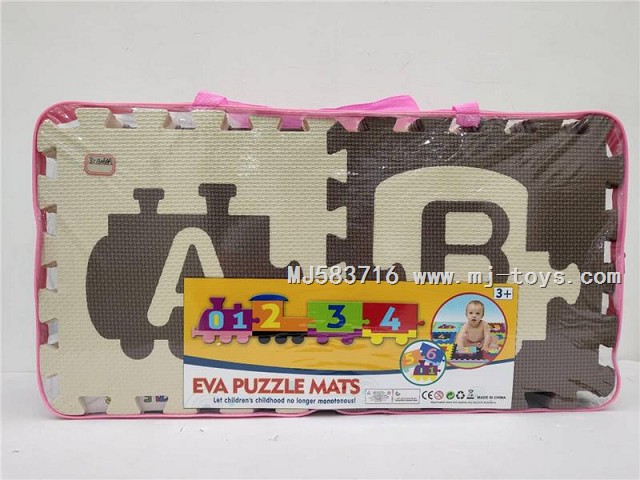 A B
MJ583716 www.mj-toys.com
3+
0 1 2 3 4
5 6
EVA PUZZLE MATS
Let children's childhood no longer monotonous!
MADE IN CHINA